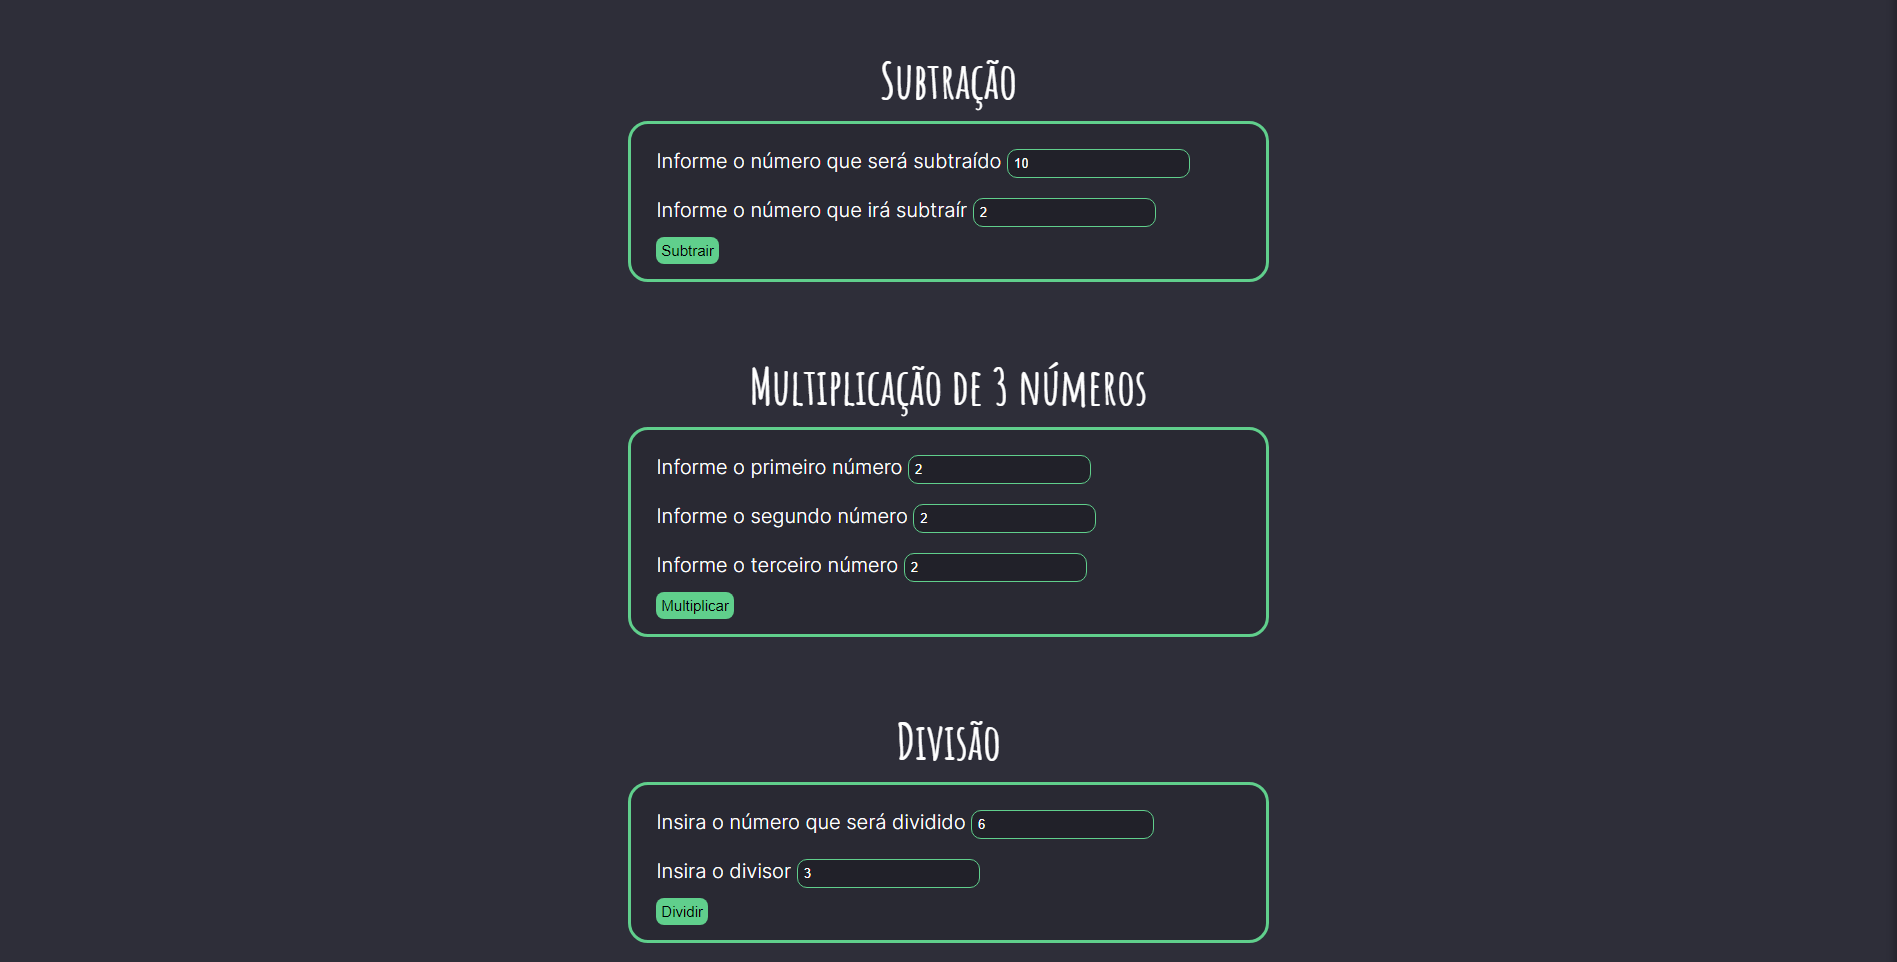 Subtração
Informe o número que será subtraído 10
Informe o número que irá subtraír 2
Subtrair
Multiplicação de 3 números
Informe o primeiro número 2
Informe o segundo número 2
Informe o terceiro número 2
Multiplicar
Divisão
Insira o número que será dividido 6
Insira o divisor 3
Dividir